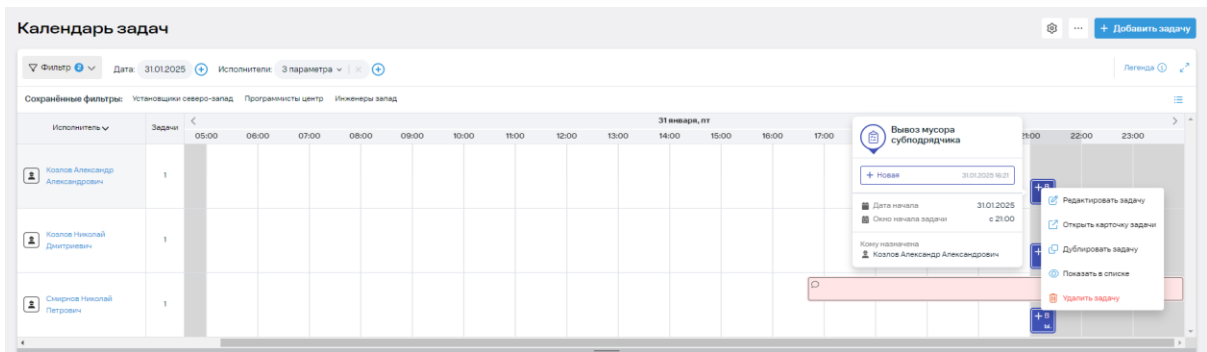 Календарь задач
+ Добавить задачу
Фильтр 2
Дата: 31.01.2025
Исполнители: 3 параметра
Легенда
Сохранённые фильтры: Установщики северо-запад Программисты центр Инженеры запад
Исполнитель Задачи
31 января, пт
05:00 06:00 07:00 08:00 09:00 10:00 11:00 12:00 13:00 14:00 15:00 16:00 17:00 21:00 22:00 23:00
Вывоз мусора
субподрядчика
+ Новая 31.01.2025 16:21
Дата начала 31.01.2025
Окно начала задачи с 21:00
Кому назначена
Козлов Александр Александрович
Козлов Александр
Александрович
1
+ В
Редактировать задачу
Открыть карточку задачи
Дублировать задачу
Показать в списке
Удалить задачу
Козлов Николай
Дмитриевич
1
+ В
Смирнов Николай
Петрович
1
+ В
м.